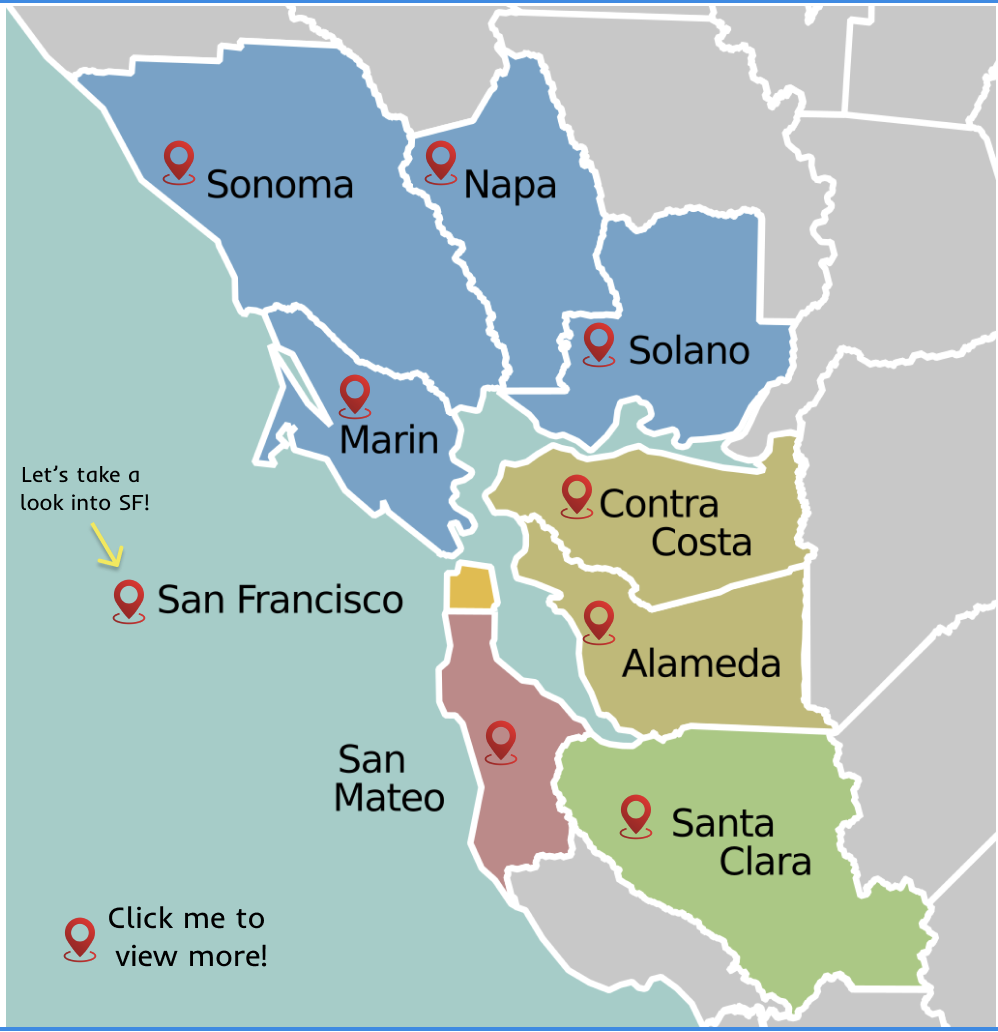 Sonoma
Napa
Solano
Marin
Let's take a
look into SF!
Contra
Costa
San Francisco
Alameda
San
Mateo
Santa
Clara
Click me to
view more!